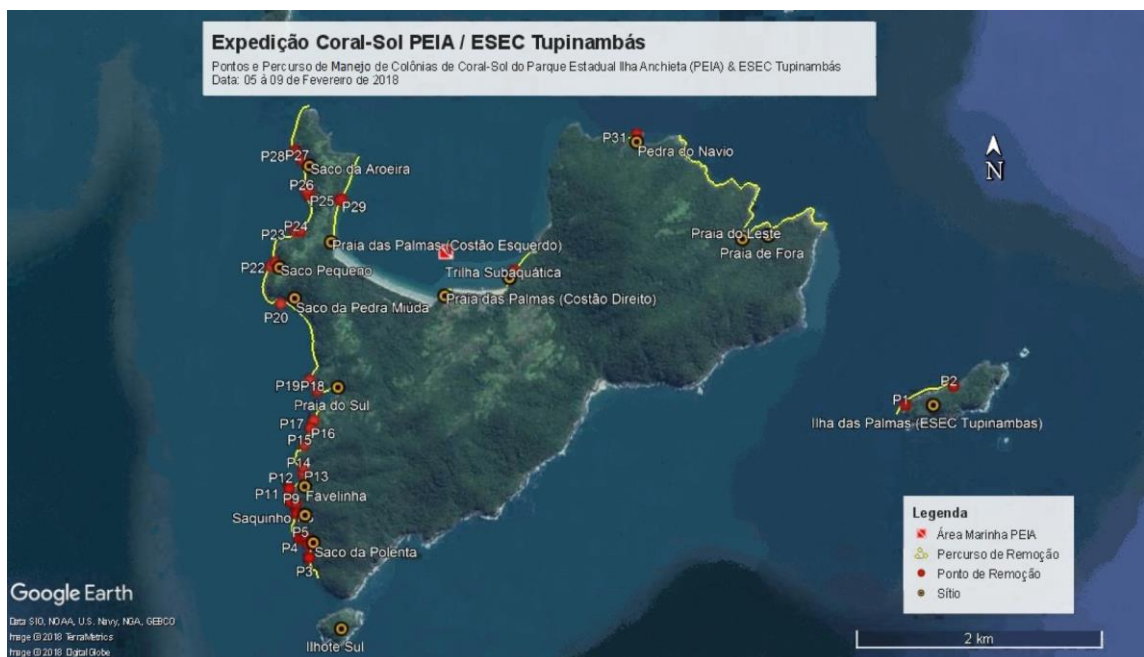 Expedição Coral-Sol PEIA / ESEC Tupinambás
Pontos e Percurso de Manejo de Colônias de Coral-Sol do Parque Estadual Ilha Anchieta (PEIA) & ESEC Tupinambás
Data: 05 à 09 de Fevereiro de 2018
P31
Pedra do Navio
N
P28
P27
Saco da Aroeira
P26
P25
P29
P24
P23
Praia das Palmas (Costão Esquerdo)
Praia do Leste
Praia de Fora
P22
Saco Pequeno
Trilha Subaquática
P20
Saco da Pedra Miúda
Praia das Palmas (Costão Direito)
P19
P18
Praia do Sul
P2
P1
Ilha das Palmas (ESEC Tupinambas)
P17
P16
P15
P14
P13
P12
P11
P9
Favelinha
Saquinho
P5
P4
Saco da Polenta
P3
Ilhote Sul
Legenda
Área Marinha PEIA
Percurso de Remoção
Ponto de Remoção
Sítio
2 km
Google Earth
Data SIO, NOAA, U.S. Navy, NGA, GEBCO
Image © 2018 TerraMetrics
Image © 2018 DigitalGlobe